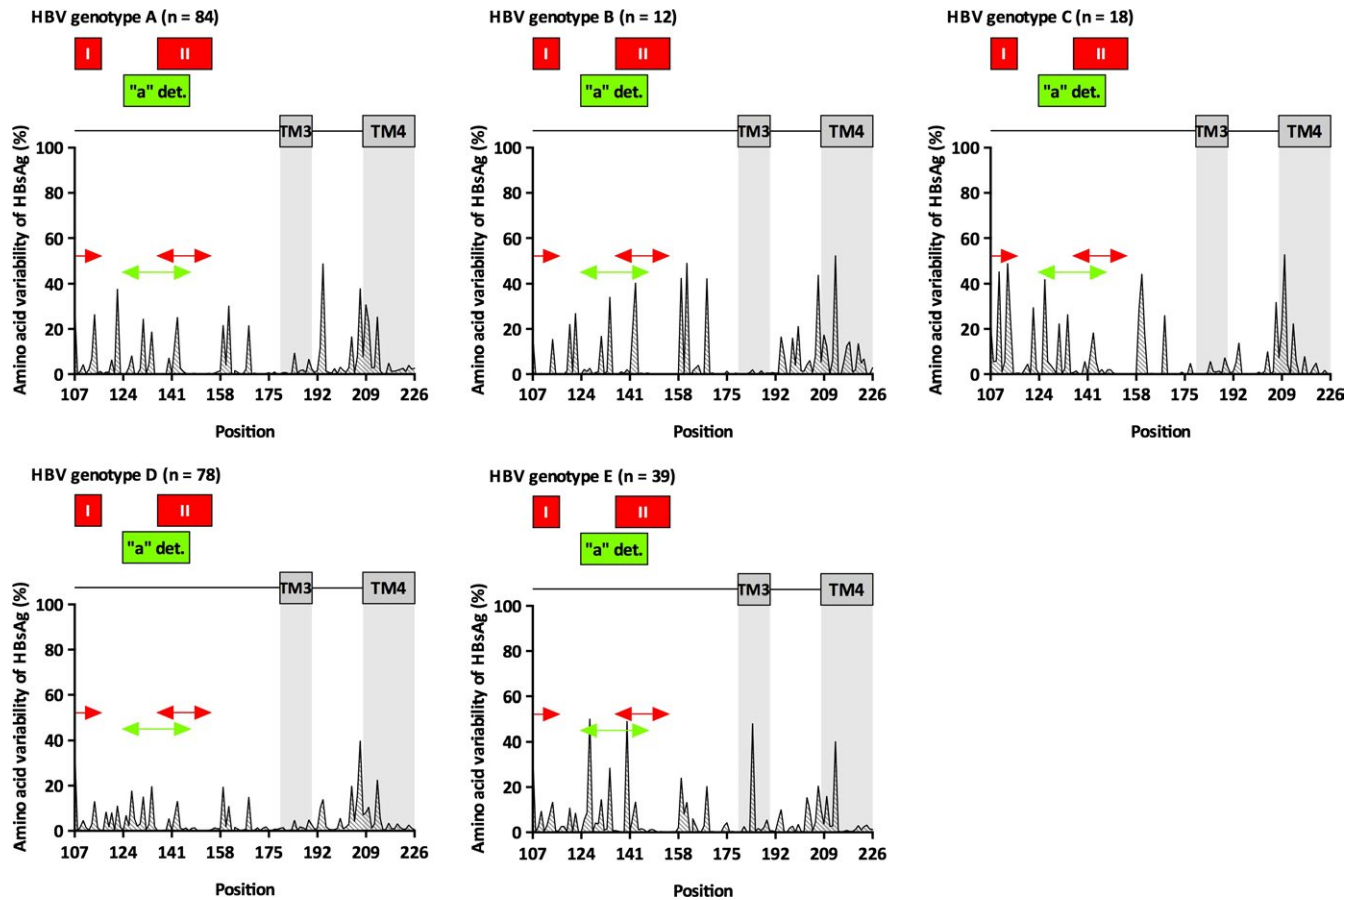 HBV genotype A (n = 84)
I
II
"a" det.
TM3
TM4
Amino acid variability of HBsAg (%)
100
80
60
40
20
0
107 124 141 158 175 192 209 226
Position
HBV genotype B (n = 12)
I
II
"a" det.
TM3
TM4
Amino acid variability of HBsAg (%)
100
80
60
40
20
0
107 124 141 158 175 192 209 226
Position
HBV genotype C (n = 18)
I
II
"a" det.
TM3
TM4
Amino acid variability of HBsAg (%)
100
80
60
40
20
0
107 124 141 158 175 192 209 226
Position
HBV genotype D (n = 78)
I
II
"a" det.
TM3
TM4
Amino acid variability of HBsAg (%)
100
80
60
40
20
0
107 124 141 158 175 192 209 226
Position
HBV genotype E (n = 39)
I
II
"a" det.
TM3
TM4
Amino acid variability of HBsAg (%)
100
80
60
40
20
0
107 124 141 158 175 192 209 226
Position